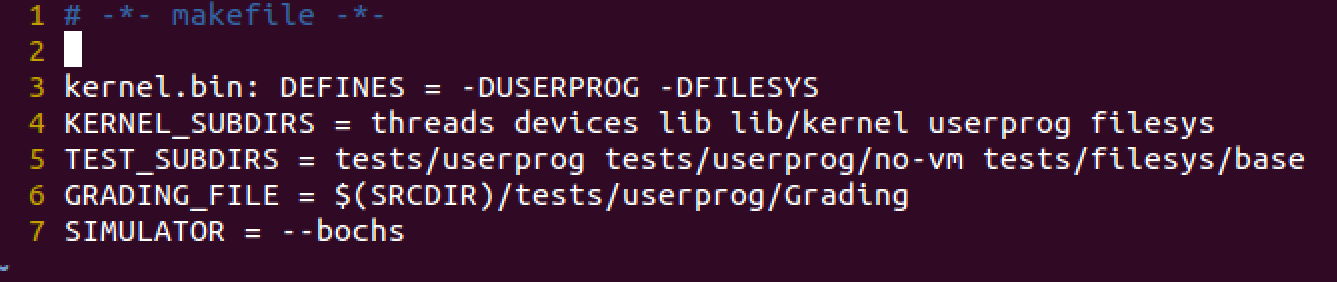 1 # -*- makefile -*-
2
3 kernel.bin: DEFINES = -DUSERPROG -DFILESYS
4 KERNEL_SUBDIRS = threads devices lib lib/kernel userprog filesys
5 TEST_SUBDIRS = tests/userprog tests/userprog/no-vm tests/filesys/base
6 GRADING_FILE = $(SRCDIR)/tests/userprog/Grading
7 SIMULATOR = --bochs
~